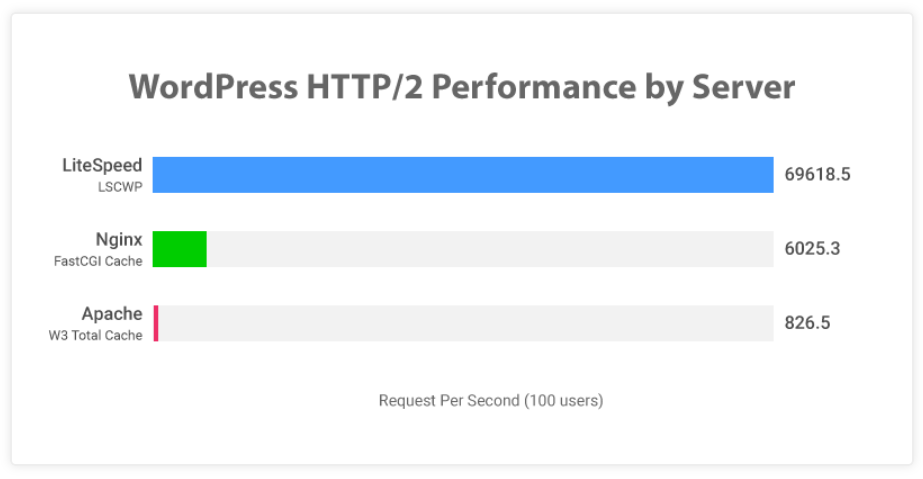 WordPress HTTP/2 Performance by Server
LiteSpeed
LSCWP
69618.5
Nginx
FastCGI Cache
6025.3
Apache
W3 Total Cache
826.5
Request Per Second (100 users)